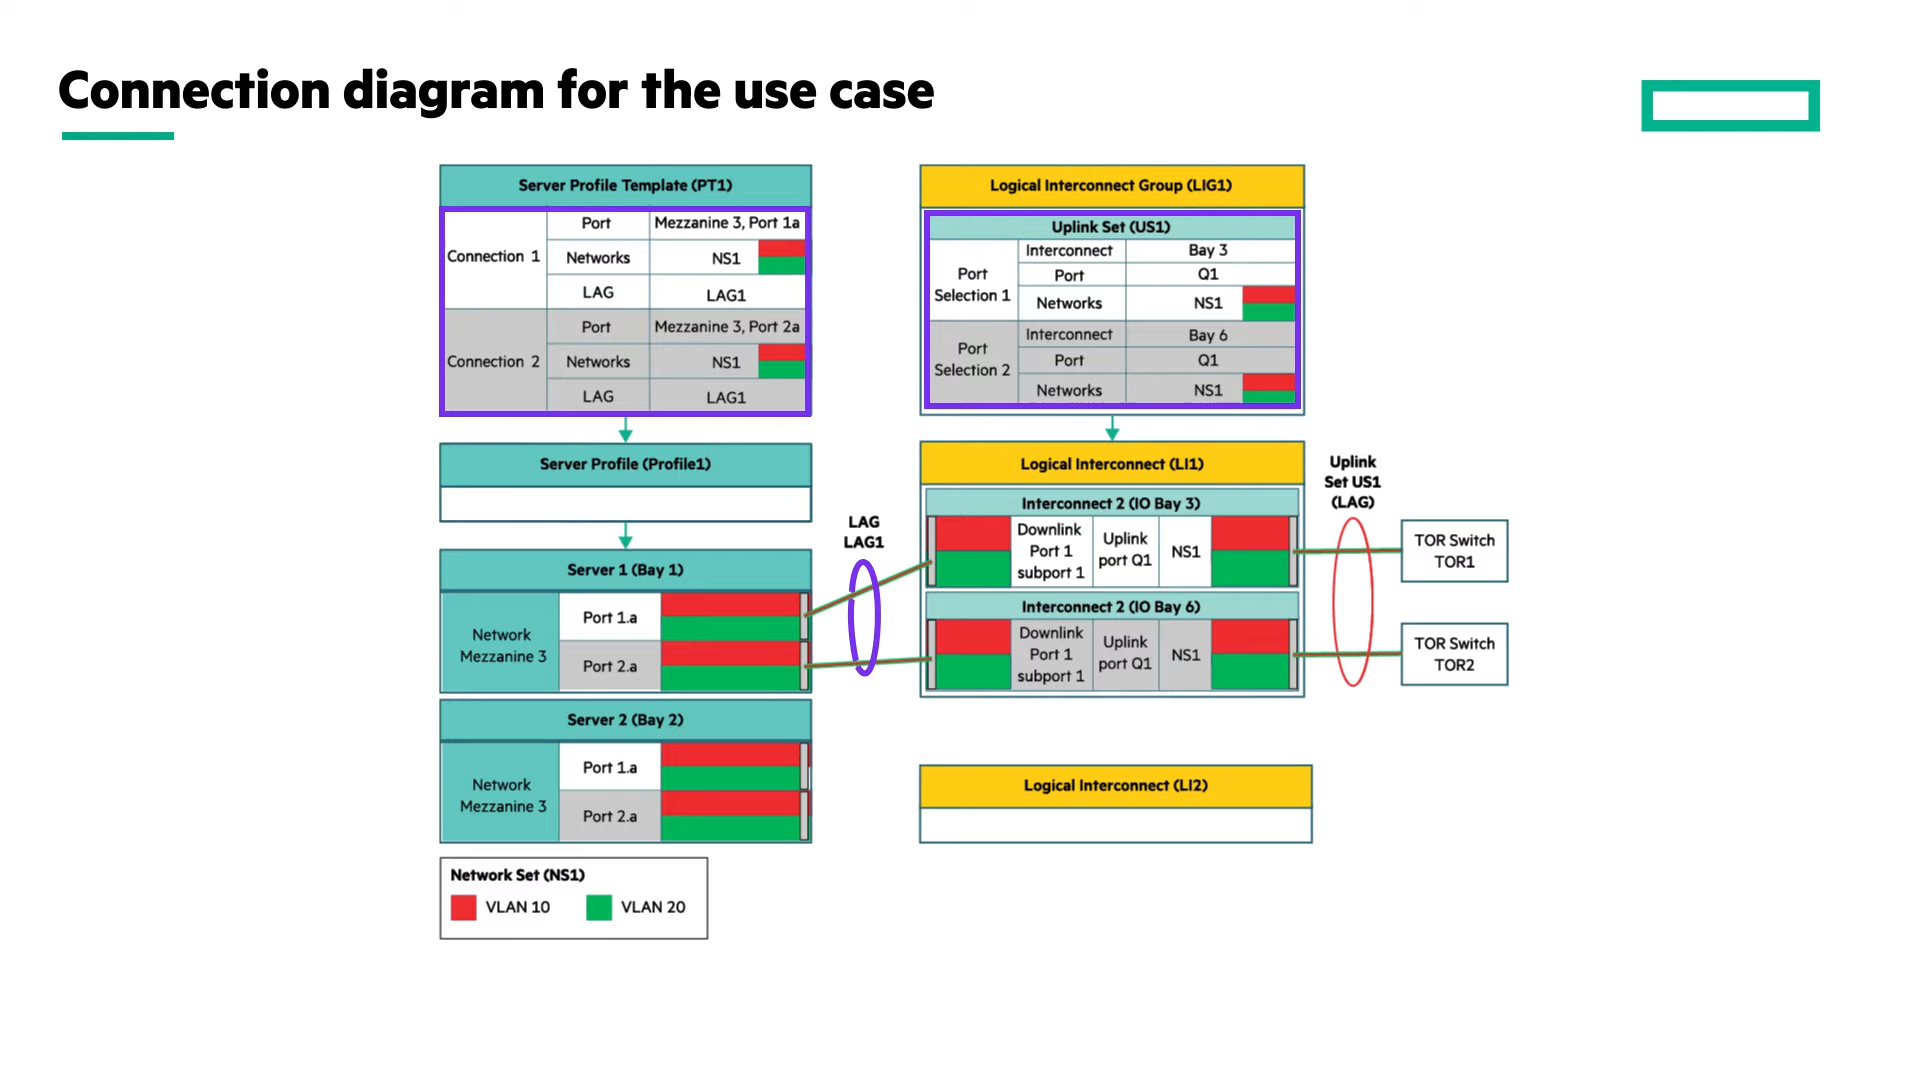 Connection diagram for the use case
Server Profile Template (PT1)
Connection 1
Port
Mezzanine 3, Port 1a
Networks
NS1
LAG
LAG1
Connection 2
Port
Mezzanine 3, Port 2a
Networks
NS1
LAG
LAG1
Server Profile (Profile1)
Server 1 (Bay 1)
Network
Mezzanine 3
Port 1.a
Port 2.a
Server 2 (Bay 2)
Network
Mezzanine 3
Port 1.a
Port 2.a
Network Set (NS1)
VLAN 10
VLAN 20
LAG
LAG1
Logical Interconnect Group (LIG1)
Uplink Set (US1)
Port
Selection 1
Interconnect
Bay 3
Port
Q1
Networks
NS1
Port
Selection 2
Interconnect
Bay 6
Port
Q1
Networks
NS1
Logical Interconnect (LI1)
Interconnect 2 (IO Bay 3)
Downlink
Port 1
subport 1
Uplink
port Q1
NS1
Interconnect 2 (IO Bay 6)
Downlink
Port 1
subport 1
Uplink
port Q1
NS1
Logical Interconnect (LI2)
Uplink
Set US1
(LAG)
TOR Switch
TOR1
TOR Switch
TOR2